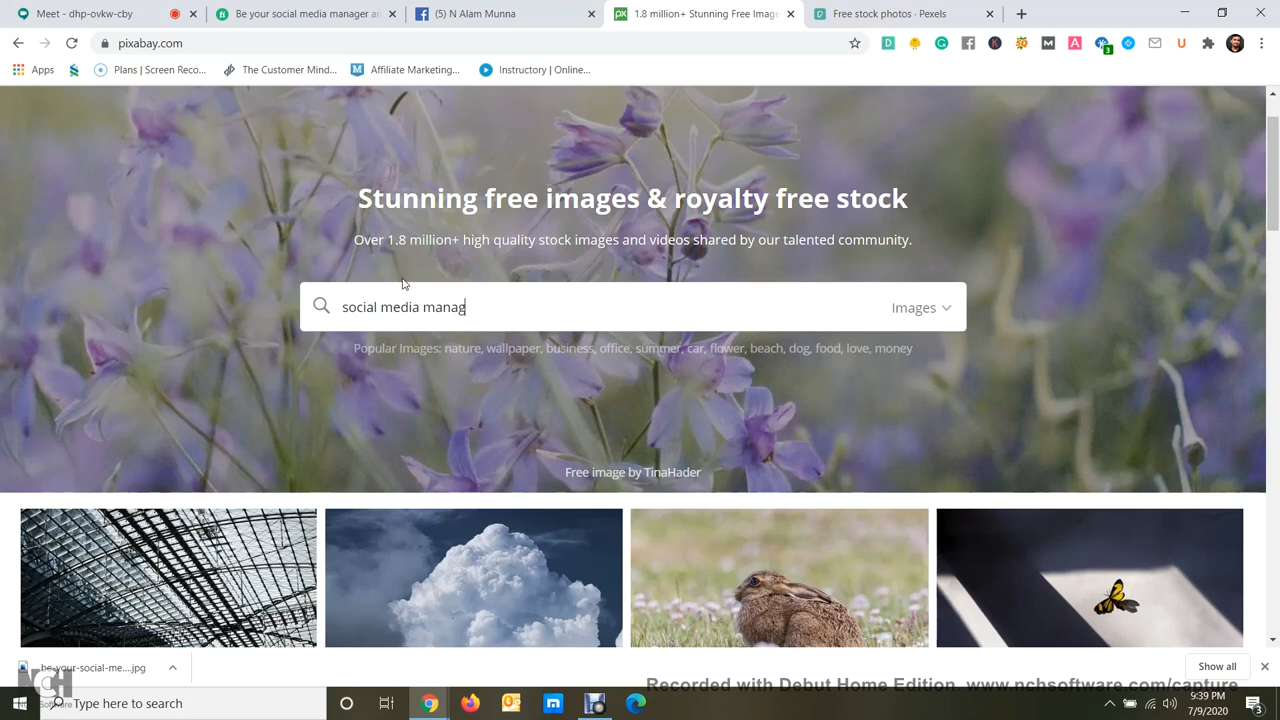 Meet - dhp-ovkw-cby
Be your social media manager an
(5) N Alam Munna
1.8 million+ Stunning Free Imag
Free stock photos · Pexels
pixabay.com
Apps
Plans | Screen Reco...
The Customer Mind...
Affiliate Marketing...
Instructory | Online...
Stunning free images & royalty free stock
Over 1.8 million+ high quality stock images and videos shared by our talented community.
social media manag
Images
Popular Images: nature, wallpaper, business, office, summer, car, flower, beach, dog, food, love, money
Free image by TinaHader
be-your-social-me....jpg
Show all
NCH
Software
Recorded with Debut Home Edition. www.nchsoftware.com/capture
Type here to search
9:39 PM
7/9/2020
3